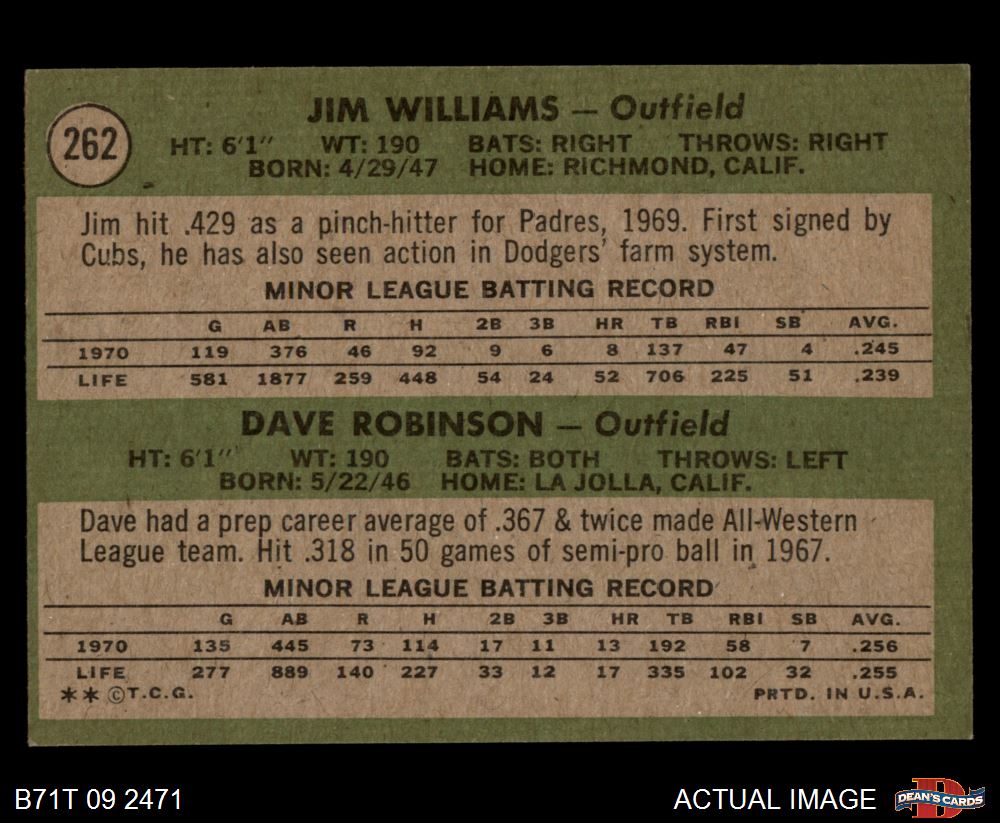 262
JIM WILLIAMS — Outfield
HT: 6'1" WT: 190 BATS: RIGHT THROWS: RIGHT
BORN: 4/29/47 HOME: RICHMOND, CALIF.
Jim hit .429 as a pinch-hitter for Padres, 1969. First signed by
Cubs, he has also seen action in Dodgers' farm system.
MINOR LEAGUE BATTING RECORD
G AB R H 2B 3B HR TB RBI SB AVG.
1970 119 376 46 92 9 6 8 137 47 4 .245
LIFE 581 1877 259 448 54 24 52 706 225 51 .239
DAVE ROBINSON — Outfield
HT: 6'1" WT: 190 BATS: BOTH THROWS: LEFT
BORN: 5/22/46 HOME: LA JOLLA, CALIF.
Dave had a prep career average of .367 & twice made All-Western
League team. Hit .318 in 50 games of semi-pro ball in 1967.
MINOR LEAGUE BATTING RECORD
G AB R H 2B 3B HR TB RBI SB AVG.
1970 135 445 73 114 17 11 13 192 58 7 .256
LIFE 277 889 140 227 33 12 17 335 102 32 .255
** ©T.C.G. PRTD. IN U.S.A.
B71T 09 2471 ACTUAL IMAGE D DEAN'S CARDS